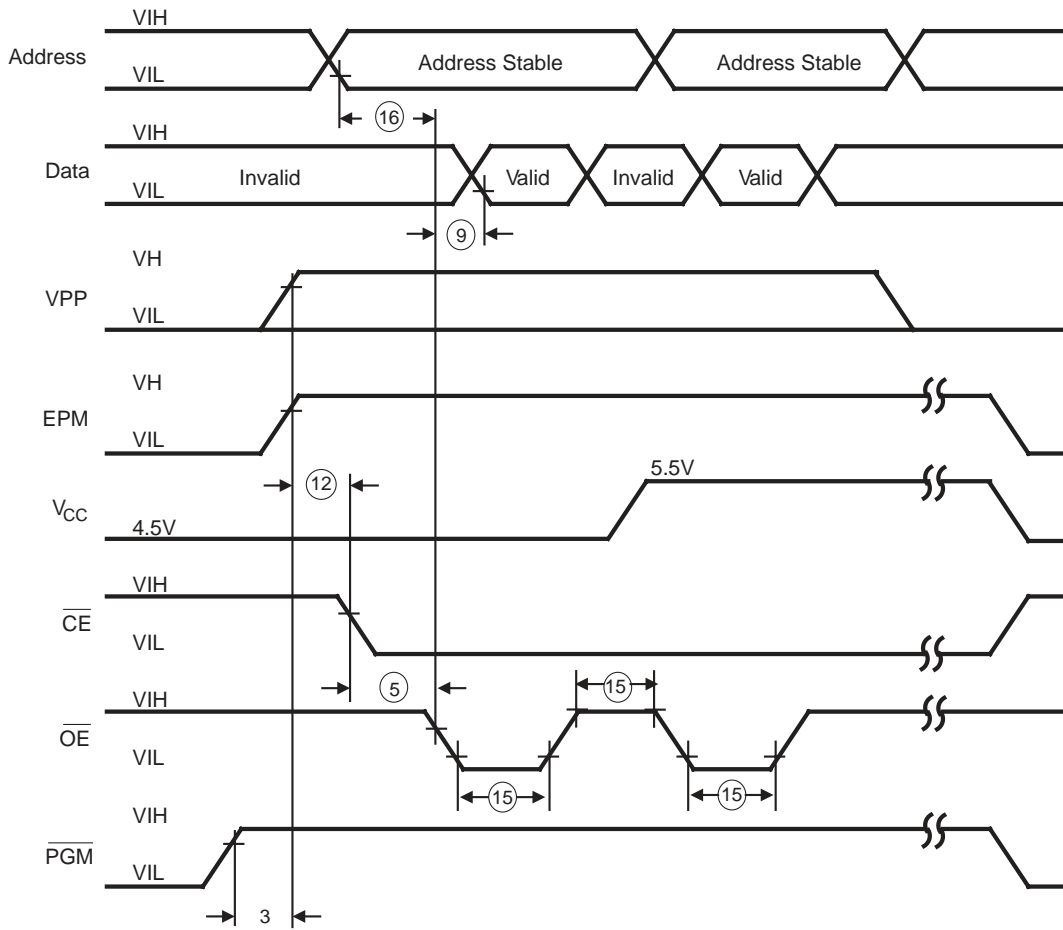 VIH
Address
VIL
Address Stable
Address Stable
16
VIH
Data
VIL
Invalid
Valid
Invalid
Valid
9
VH
VPP
VIL
VH
EPM
VIL
12
5.5V
VCC
4.5V
VIH
CE
VIL
5
15
VIH
OE
VIL
15
15
VIH
PGM
VIL
3